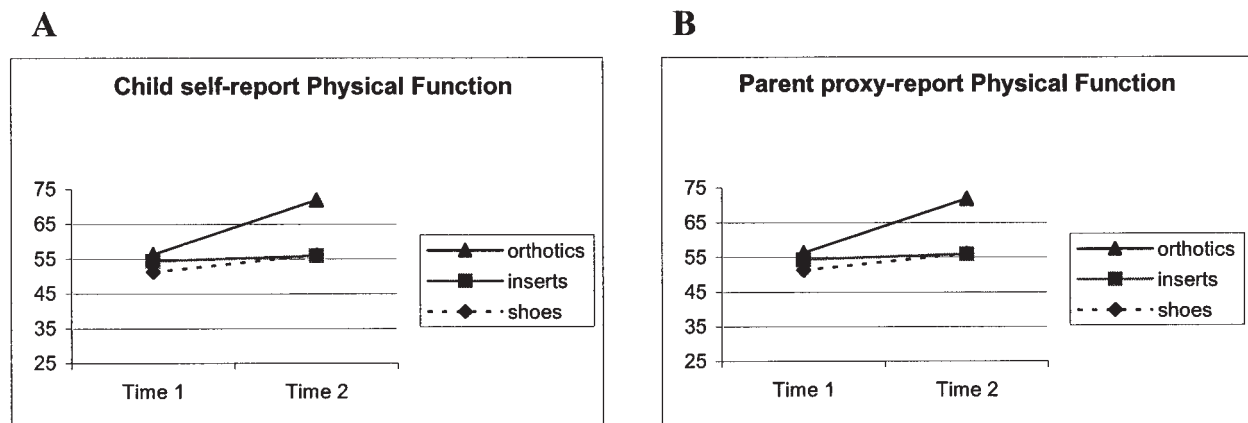 A
Child self-report Physical Function
75
65
55
45
35
25
Time 1 Time 2
orthotics
inserts
shoes
B
Parent proxy-report Physical Function
75
65
55
45
35
25
Time 1 Time 2
orthotics
inserts
shoes